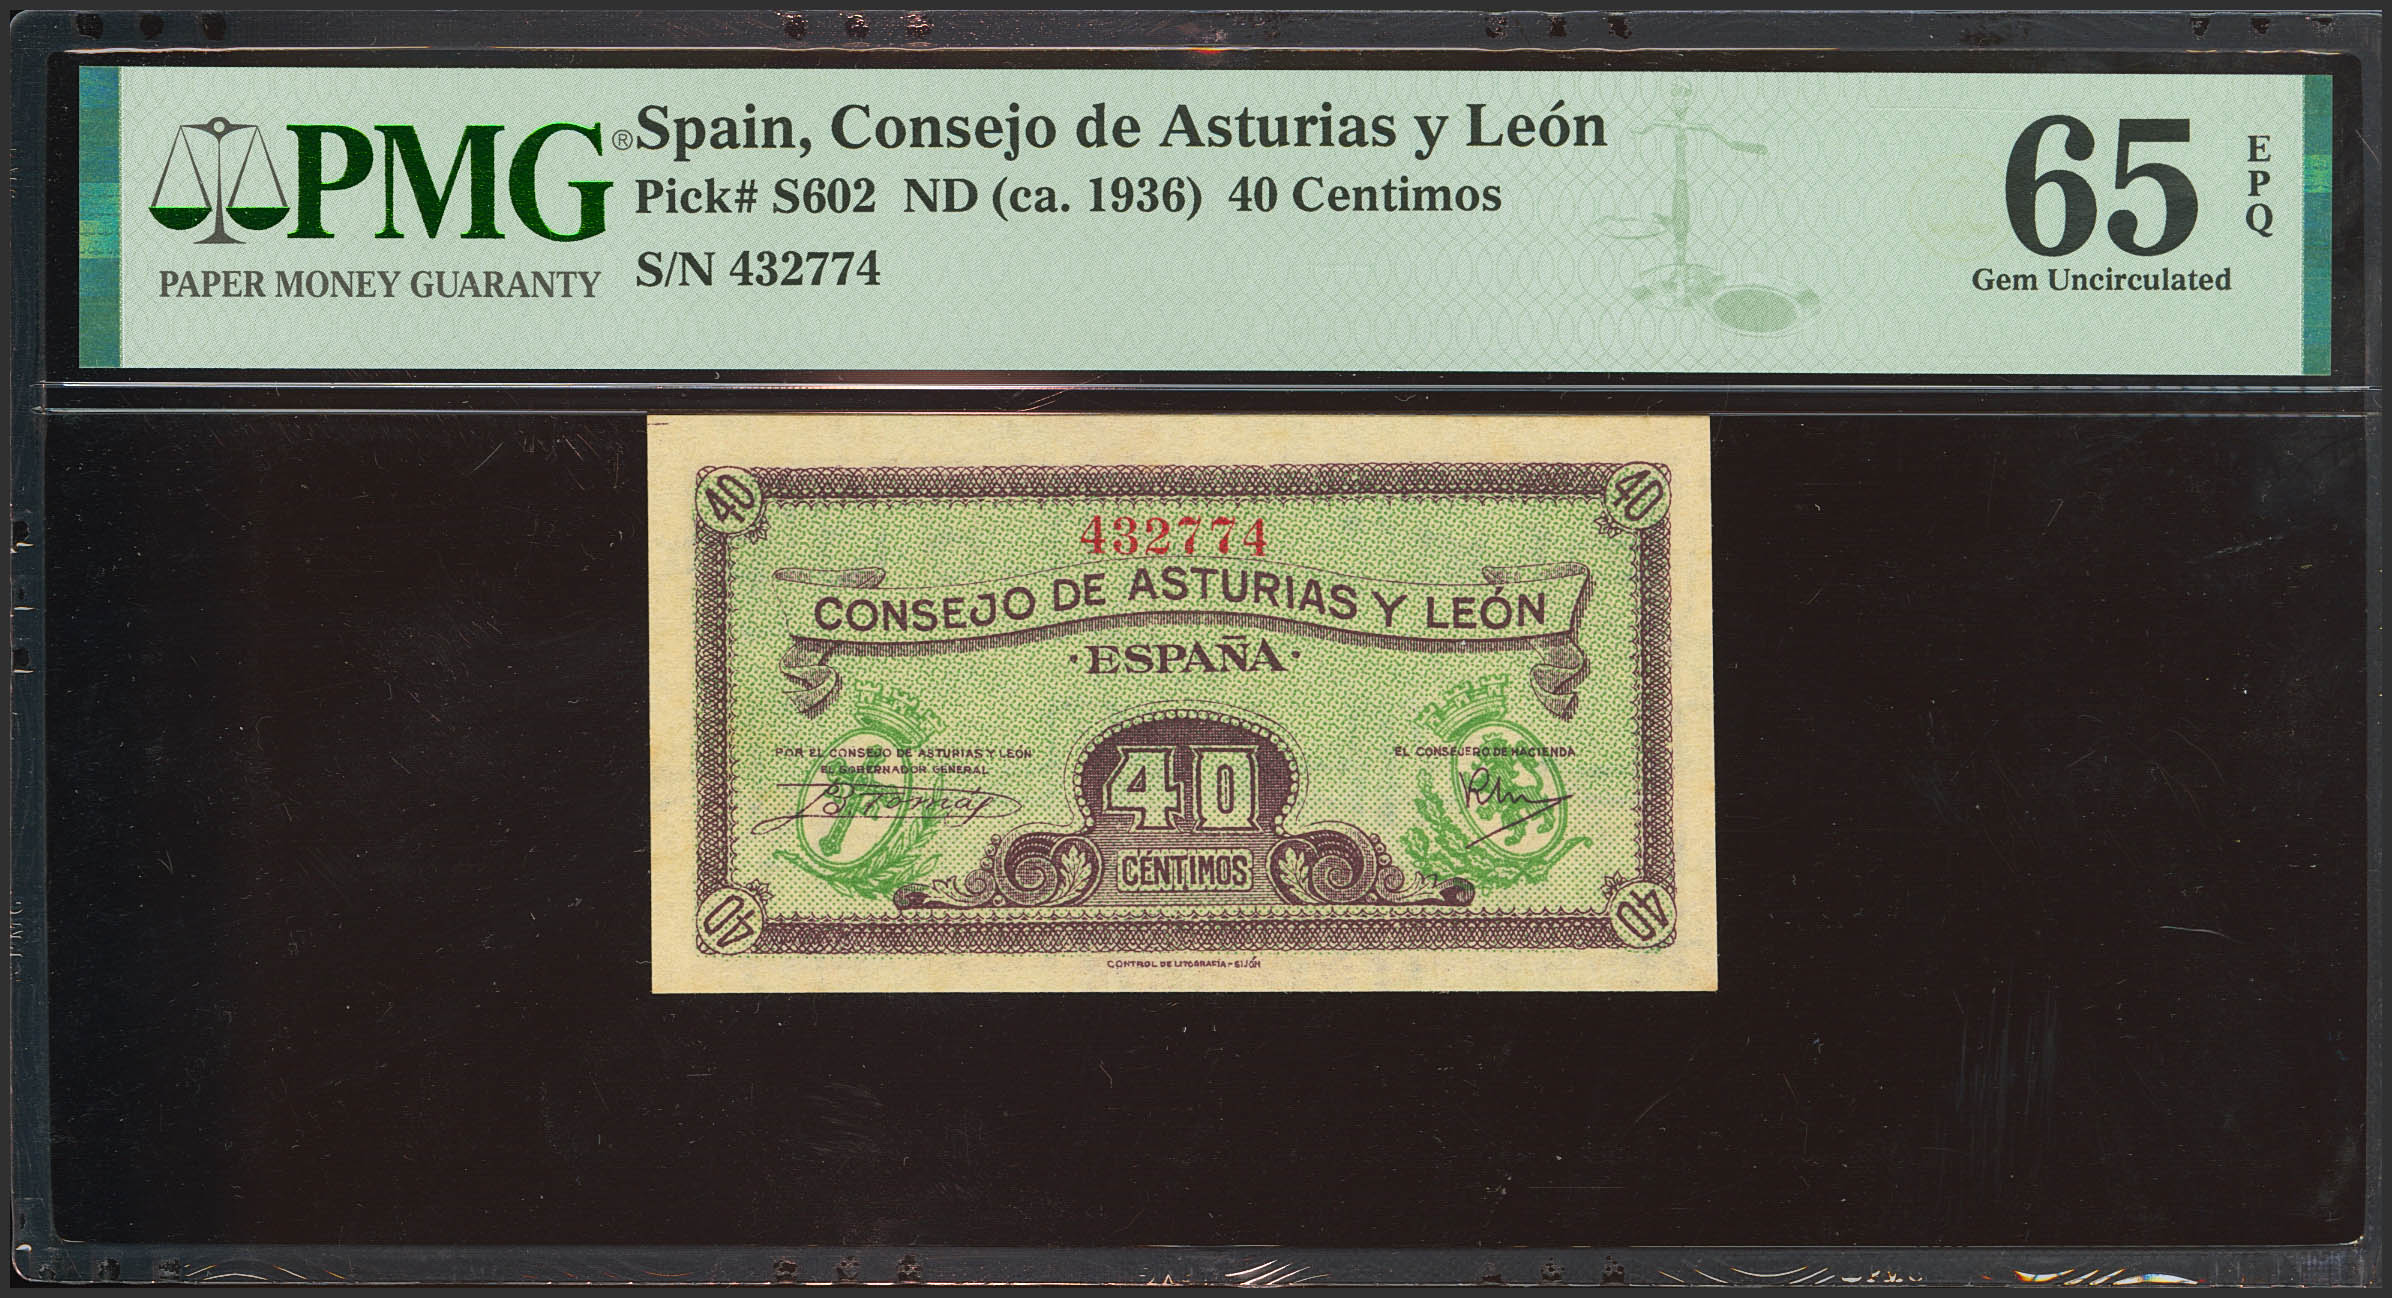 PMG®
PAPER MONEY GUARANTY
Spain, Consejo de Asturias y León
Pick# S602 ND (ca. 1936) 40 Centimos
S/N 432774
65
EPQ
Gem Uncirculated
40
40
432774
CONSEJO DE ASTURIAS Y LEÓN
·ESPAÑA·
POR EL CONSEJO DE ASTURIAS Y LEÓN
EL GOBERNADOR GENERAL
EL CONSEJERO DE HACIENDA
B Tomás
40
CÉNTIMOS
40
40
CONTROL DE LITOGRAFÍA-GIJÓN